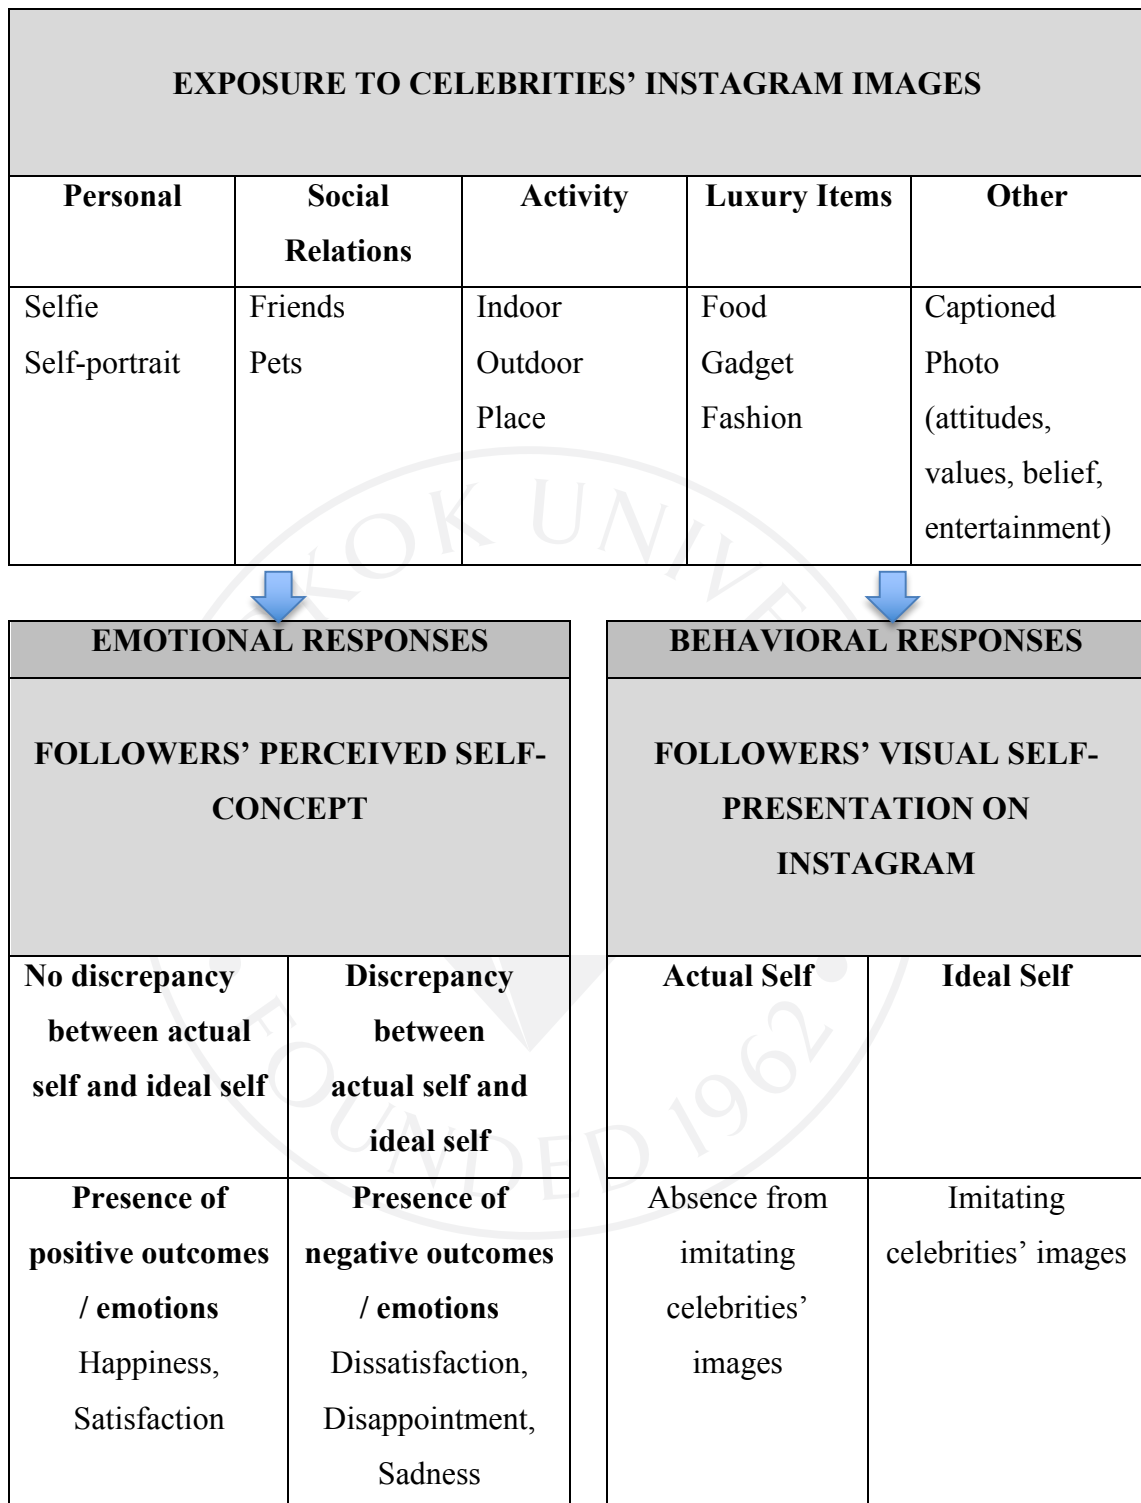 EXPOSURE TO CELEBRITIES’ INSTAGRAM IMAGES
Personal
Social
Relations
Activity
Luxury Items
Other
Selfie
Self-portrait
Friends
Pets
Indoor
Outdoor
Place
Food
Gadget
Fashion
Captioned
Photo
(attitudes,
values, belief,
entertainment)
KOK UNIVE
EMOTIONAL RESPONSES
FOLLOWERS’ PERCEIVED SELF-
CONCEPT
No discrepancy
between actual
self and ideal self
Discrepancy
between
actual self and
ideal self
Presence of
positive outcomes
/ emotions
Happiness,
Satisfaction
Presence of
negative outcomes
/ emotions
Dissatisfaction,
Disappointment,
Sadness
BEHAVIORAL RESPONSES
FOLLOWERS’ VISUAL SELF-
PRESENTATION ON
INSTAGRAM
Actual Self
Ideal Self
Absence from
imitating
celebrities’
images
Imitating
celebrities’ images
FOUNDED 1962